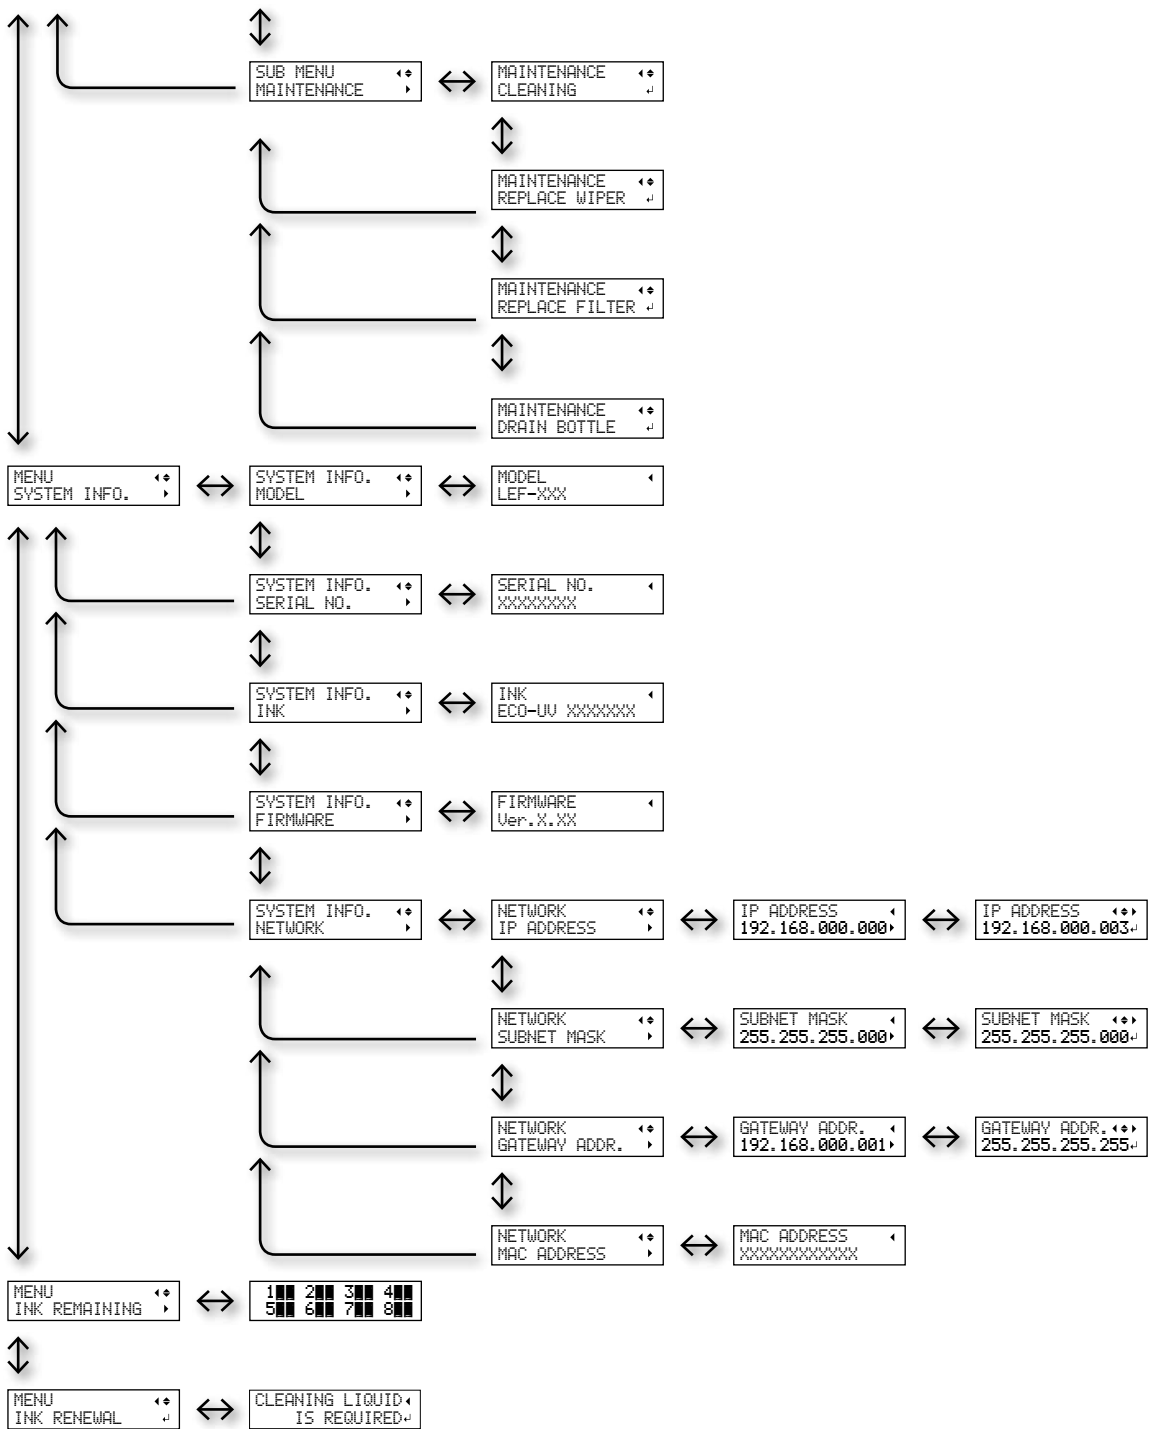 SUB MENU
MAINTENANCE
MAINTENANCE
CLEANING
MAINTENANCE
REPLACE WIPER
MAINTENANCE
REPLACE FILTER
MAINTENANCE
DRAIN BOTTLE
MENU
SYSTEM INFO.
SYSTEM INFO.
MODEL
MODEL
LEF-XXX
SYSTEM INFO.
SERIAL NO.
SERIAL NO.
XXXXXXXX
SYSTEM INFO.
INK
INK
ECO-UV XXXXXXX
SYSTEM INFO.
FIRMWARE
FIRMWARE
Ver.X.XX
SYSTEM INFO.
NETWORK
NETWORK
IP ADDRESS
IP ADDRESS
192.168.000.000
IP ADDRESS
192.168.000.003
NETWORK
SUBNET MASK
SUBNET MASK
255.255.255.000
SUBNET MASK
255.255.255.000
NETWORK
GATEWAY ADDR.
GATEWAY ADDR.
192.168.000.001
GATEWAY ADDR.
255.255.255.255
NETWORK
MAC ADDRESS
MAC ADDRESS
XXXXXXXXXXXX
MENU
INK REMAINING
1 2 3 4
5 6 7 8
MENU
INK RENEWAL
CLEANING LIQUID
IS REQUIRED